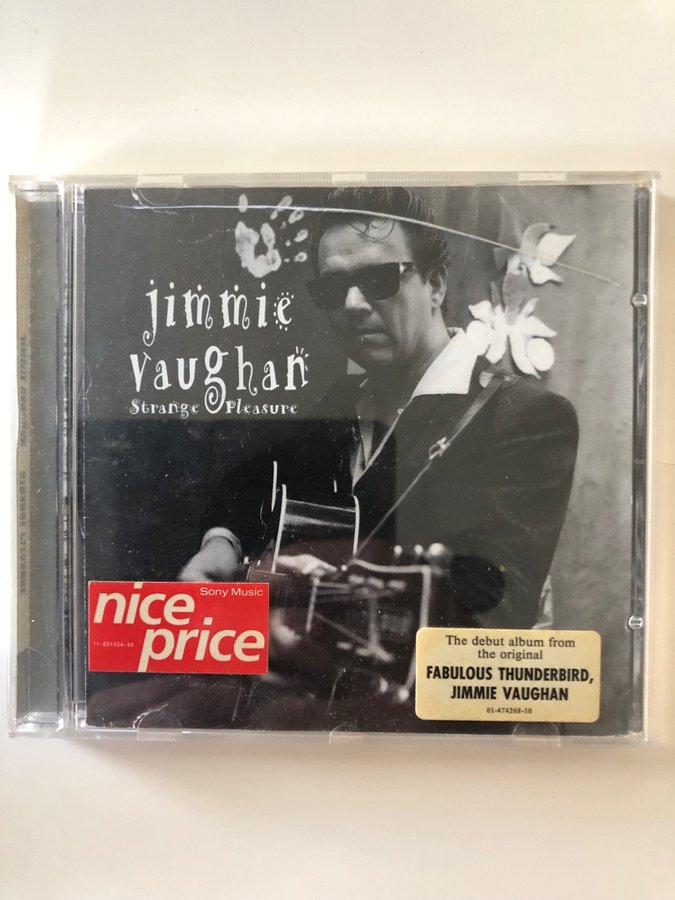 jimmie
vaughan
Strange Pleasure
Sony Music
nice
price
The debut album from
the original
FABULOUS THUNDERBIRD,
JIMMIE VAUGHAN
01-474268-10